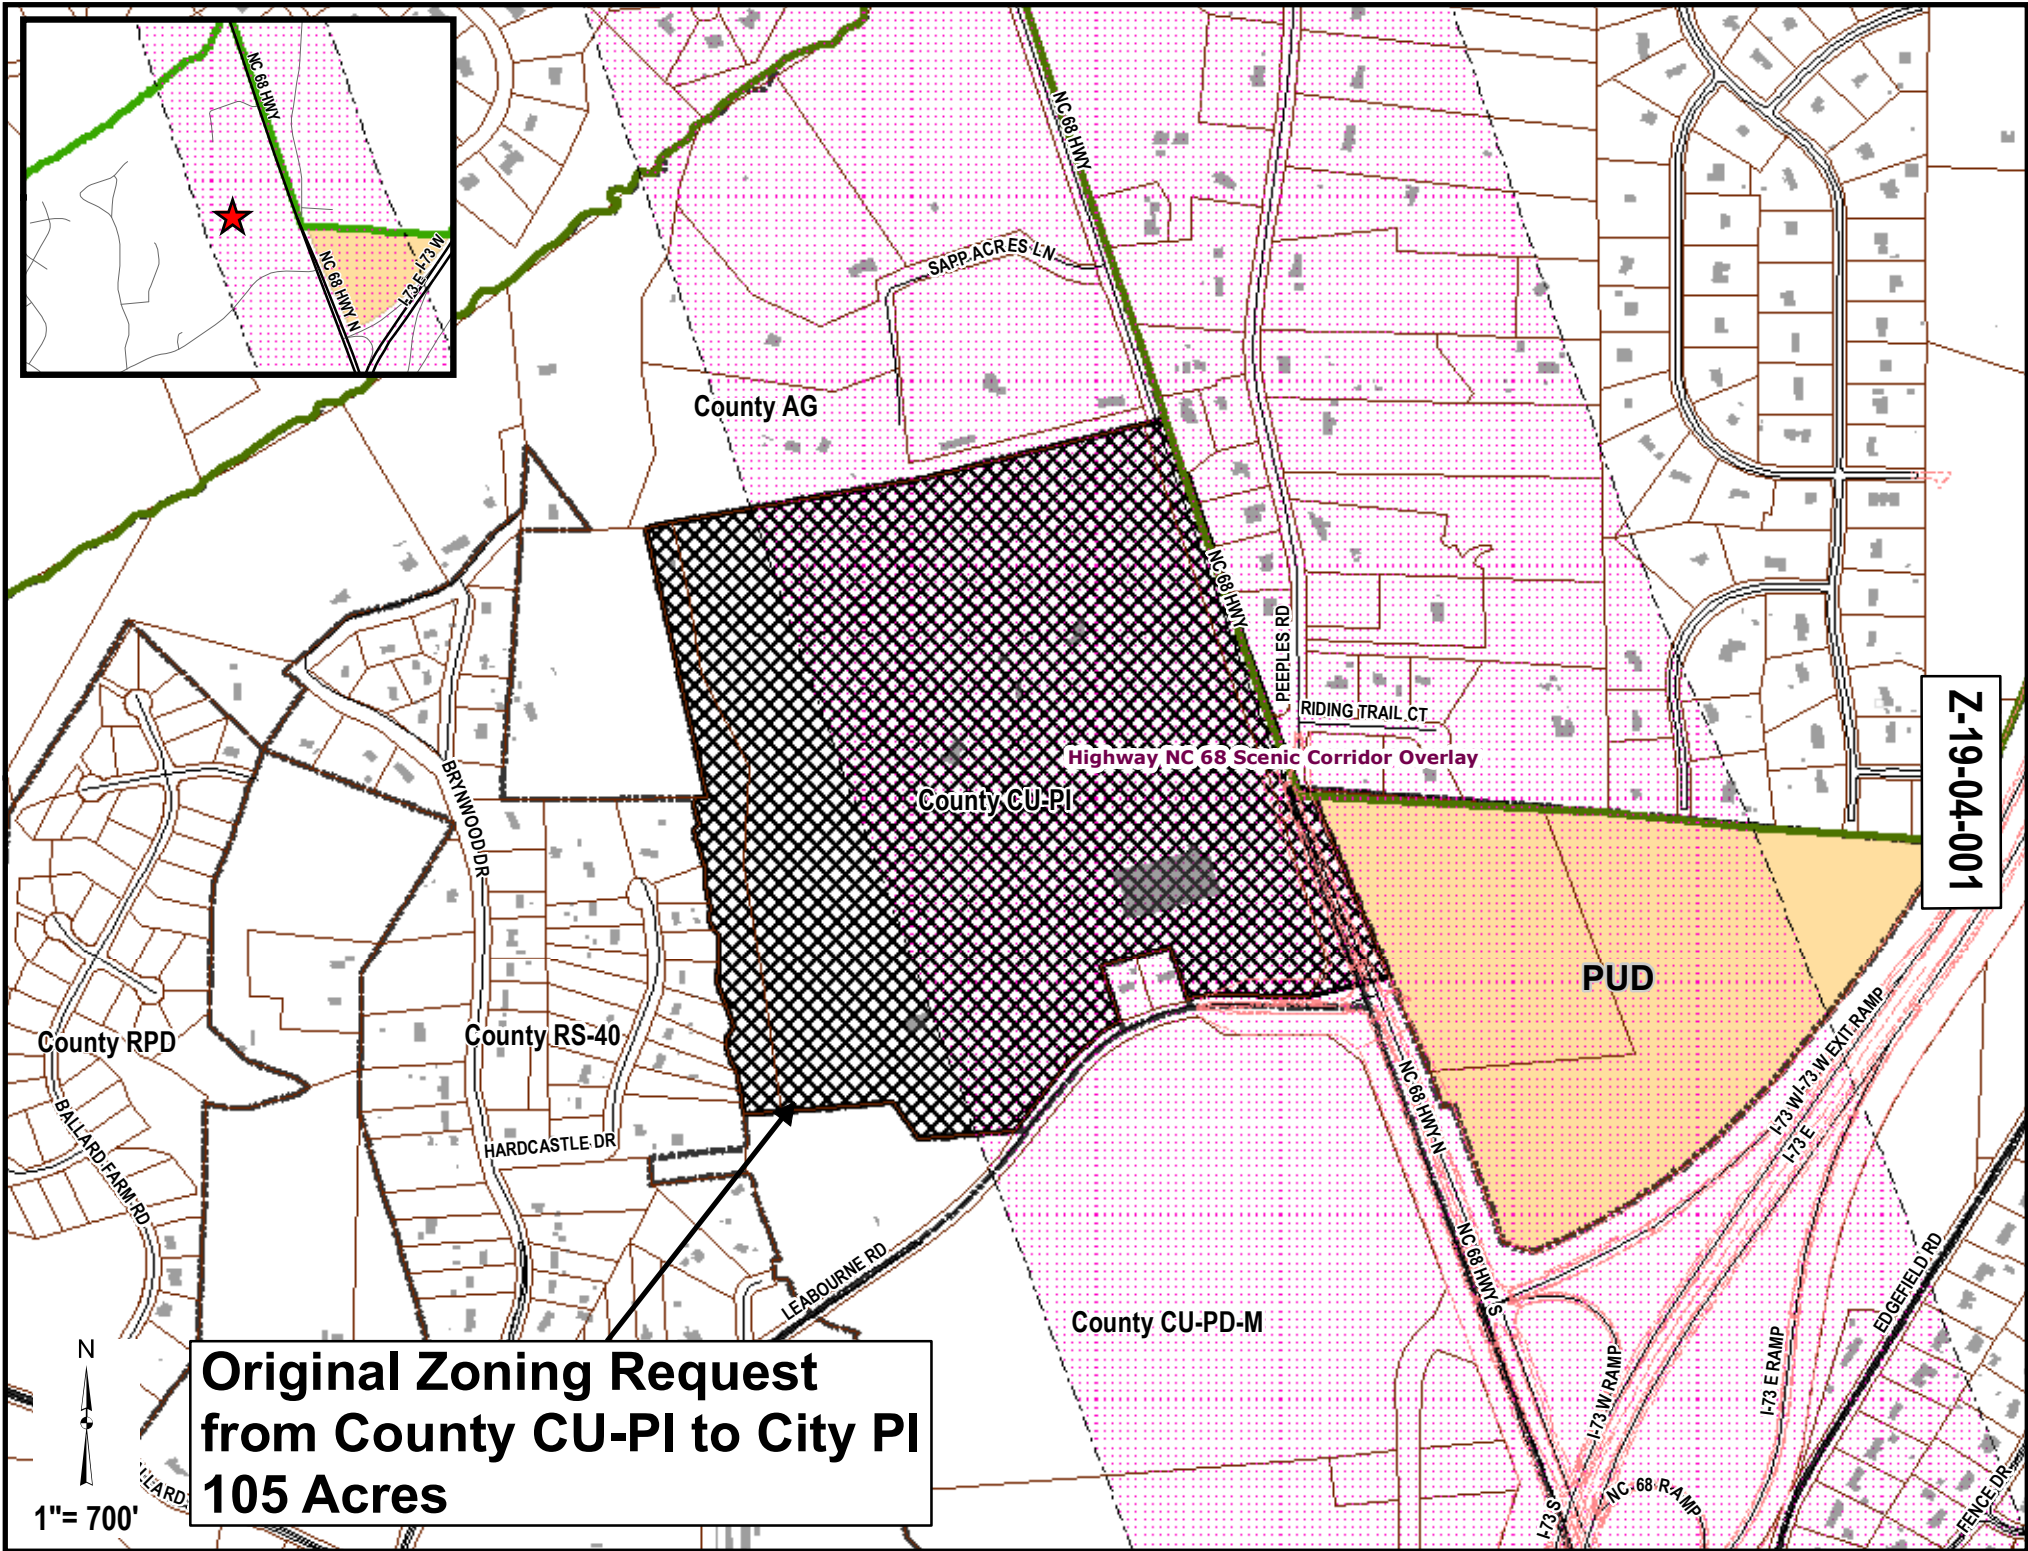 NC 68 HWY
NC 68 HWY N
I-73 E
I-73 W
NC 68 HWY
SAPP ACRES LN
County AG
NC 68 HWY
PEEPLES RD
RIDING TRAIL CT
Highway NC 68 Scenic Corridor Overlay
County CU-PI
Z-19-04-001
BRYNWOOD DR
PUD
County RPD
County RS-40
BALLARD FARM RD
HARDCASTLE DR
LEABOURNE RD
NC 68 HWY N
I-73 W/I-73 W EXIT RAMP
I-73 E
NC 68 HWY S
County CU-PD-M
EDGEFIELD RD
I-73 W RAMP
I-73 E RAMP
NC 68 RAMP
I-73 S
FENCE DR
N
1"= 700'
Original Zoning Request
from County CU-PI to City PI
105 Acres